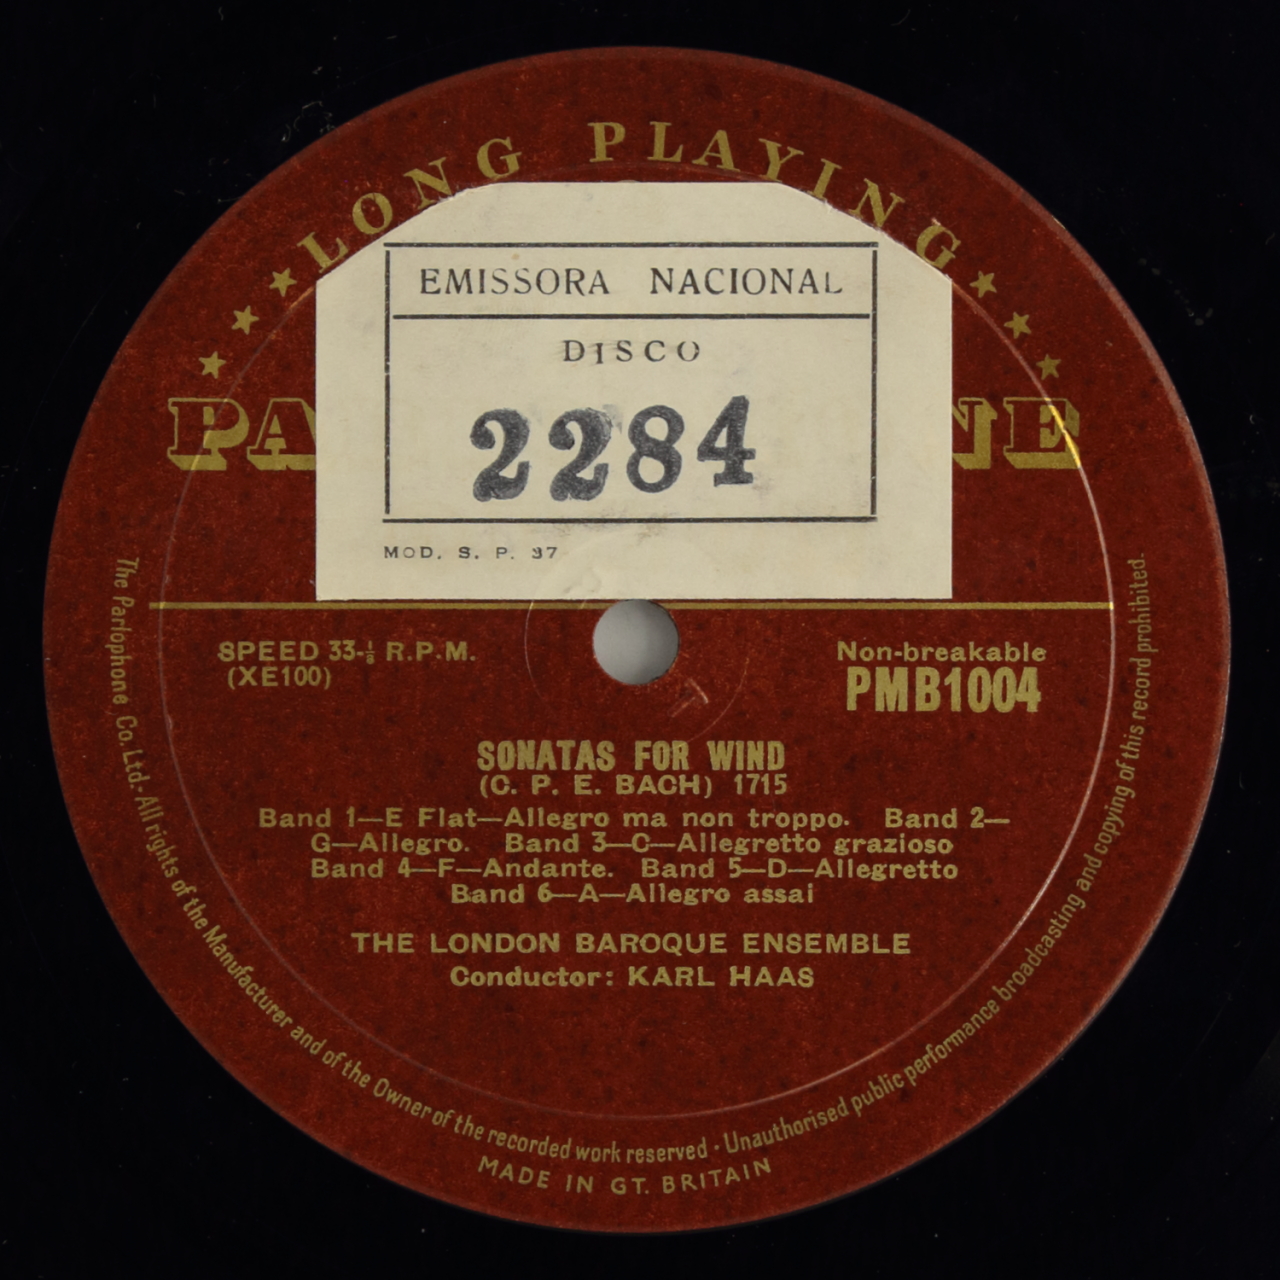 LONG PLAYING
EMISSORA NACIONAL
DISCO
2284
MOD. S. P. 37
PA NE
SPEED 33-⅓ R.P.M.
(XE100)
Non-breakable
PMB1004
SONATAS FOR WIND
(C. P. E. BACH) 1715
Band 1—E Flat—Allegro ma non troppo. Band 2—
G—Allegro. Band 3—C—Allegretto grazioso
Band 4—F—Andante. Band 5—D—Allegretto
Band 6—A—Allegro assai
THE LONDON BAROQUE ENSEMBLE
Conductor: KARL HAAS
The Parlophone Co. Ltd. All rights of the Manufacturer and of the Owner of the recorded work reserved · Unauthorised public performance broadcasting and copying of this record prohibited.
MADE IN GT. BRITAIN